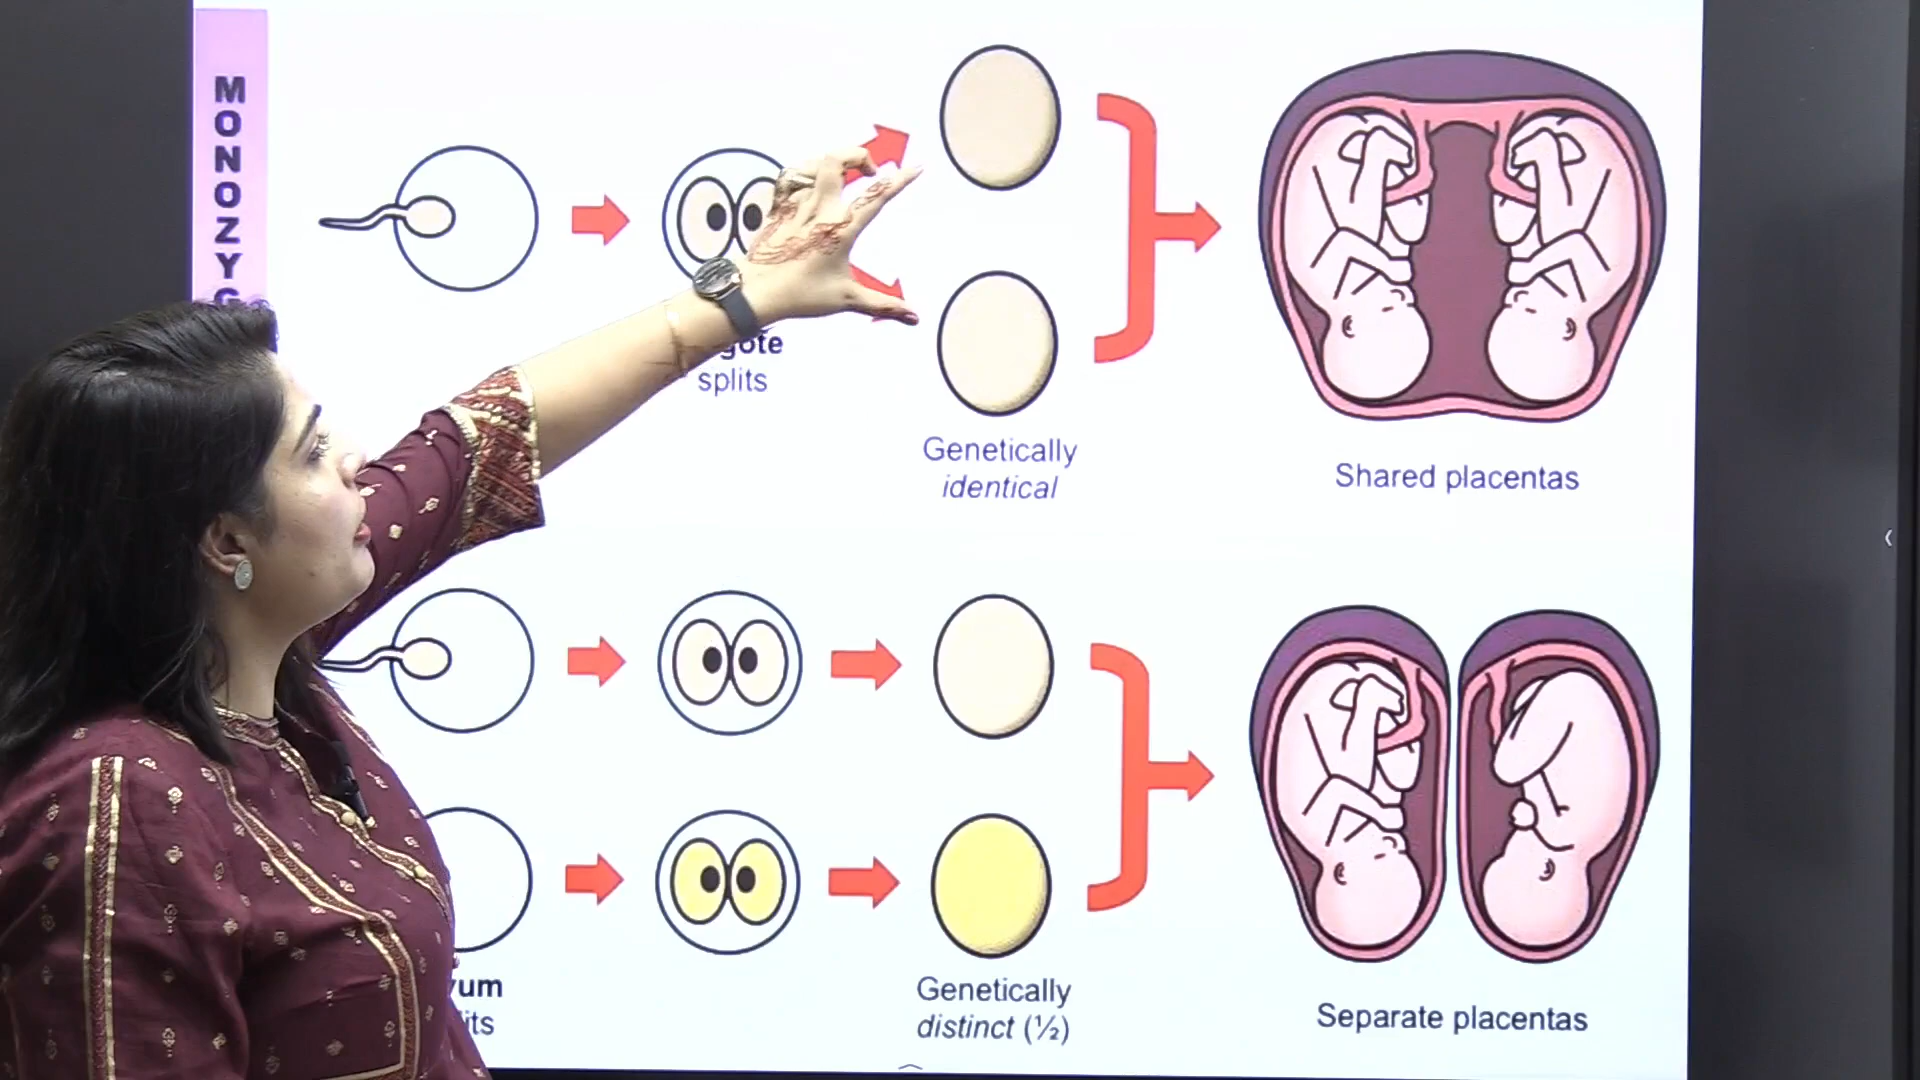 MONOZYG
splits
Genetically
identical
Shared placentas
Genetically
distinct (½)
Separate placentas